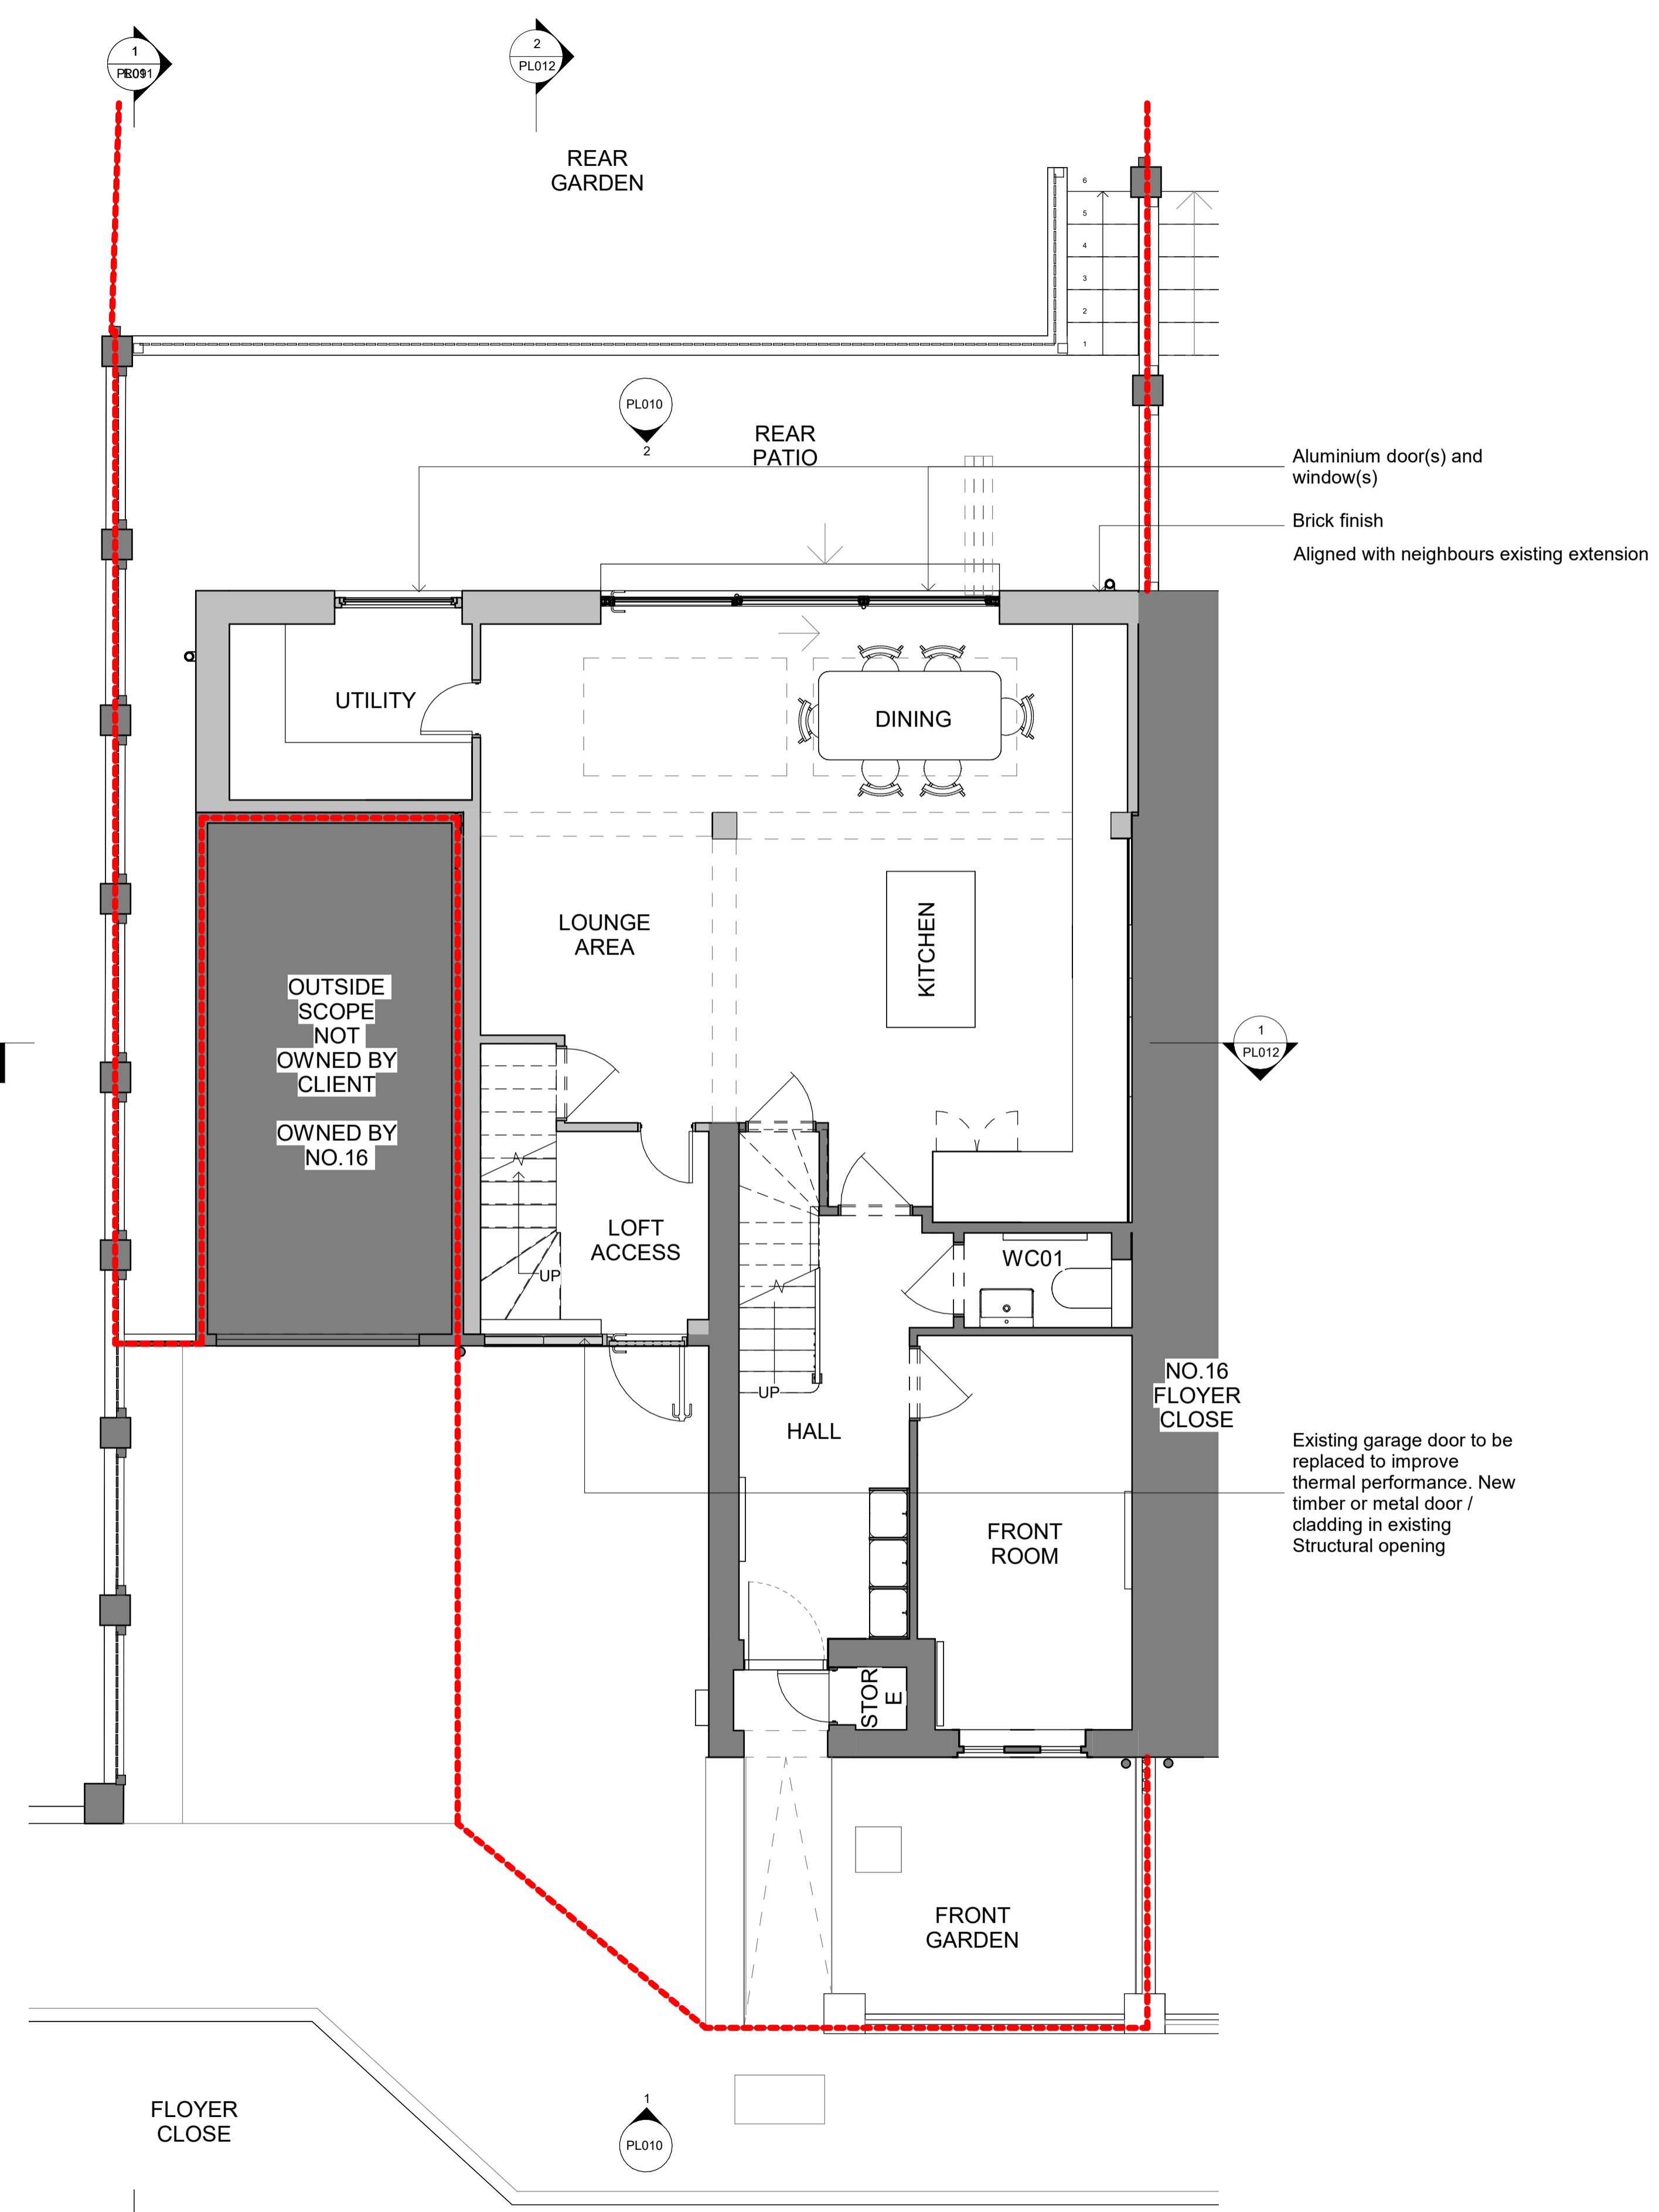 1
PL012
2
PL012
REAR
GARDEN
6
5
4
3
2
1
PL010
2
REAR
PATIO
Aluminium door(s) and
window(s)
Brick finish
Aligned with neighbours existing extension
UTILITY
DINING
LOUNGE
AREA
KITCHEN
OUTSIDE
SCOPE
NOT
OWNED BY
CLIENT
OWNED BY
NO.16
LOFT
ACCESS
UP
WC01
UP
HALL
NO.16
FLOYER
CLOSE
Existing garage door to be
replaced to improve
thermal performance. New
timber or metal door /
cladding in existing
Structural opening
FRONT
ROOM
STOR
E
FRONT
GARDEN
FLOYER
CLOSE
1
PL010